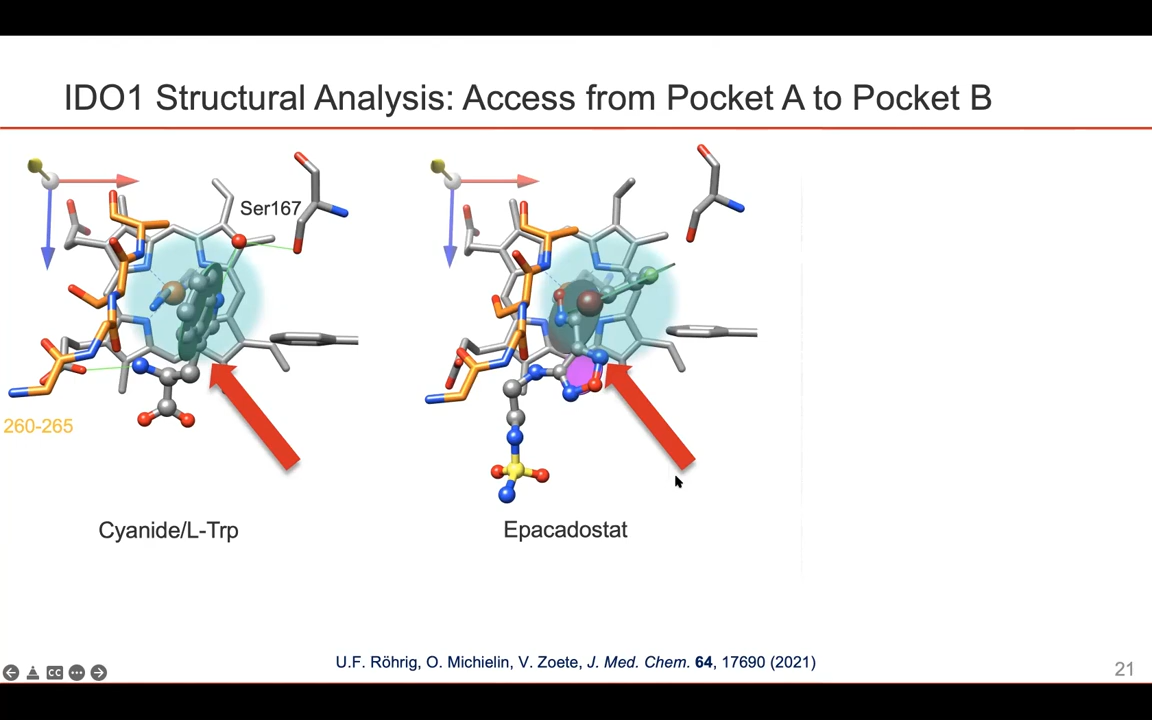 IDO1 Structural Analysis: Access from Pocket A to Pocket B
Ser167
260-265
Cyanide/L-Trp
Epacadostat
U.F. Röhrig, O. Michielin, V. Zoete, J. Med. Chem. 64, 17690 (2021)
CC
21